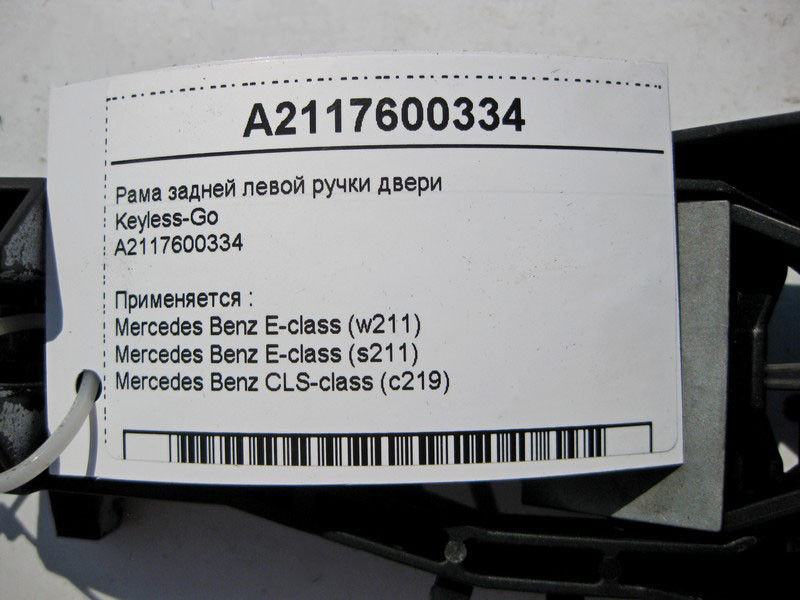 A2117600334
Рама задней левой ручки двери
Keyless-Go
A2117600334
Применяется :
Mercedes Benz E-class (w211)
Mercedes Benz E-class (s211)
Mercedes Benz CLS-class (c219)